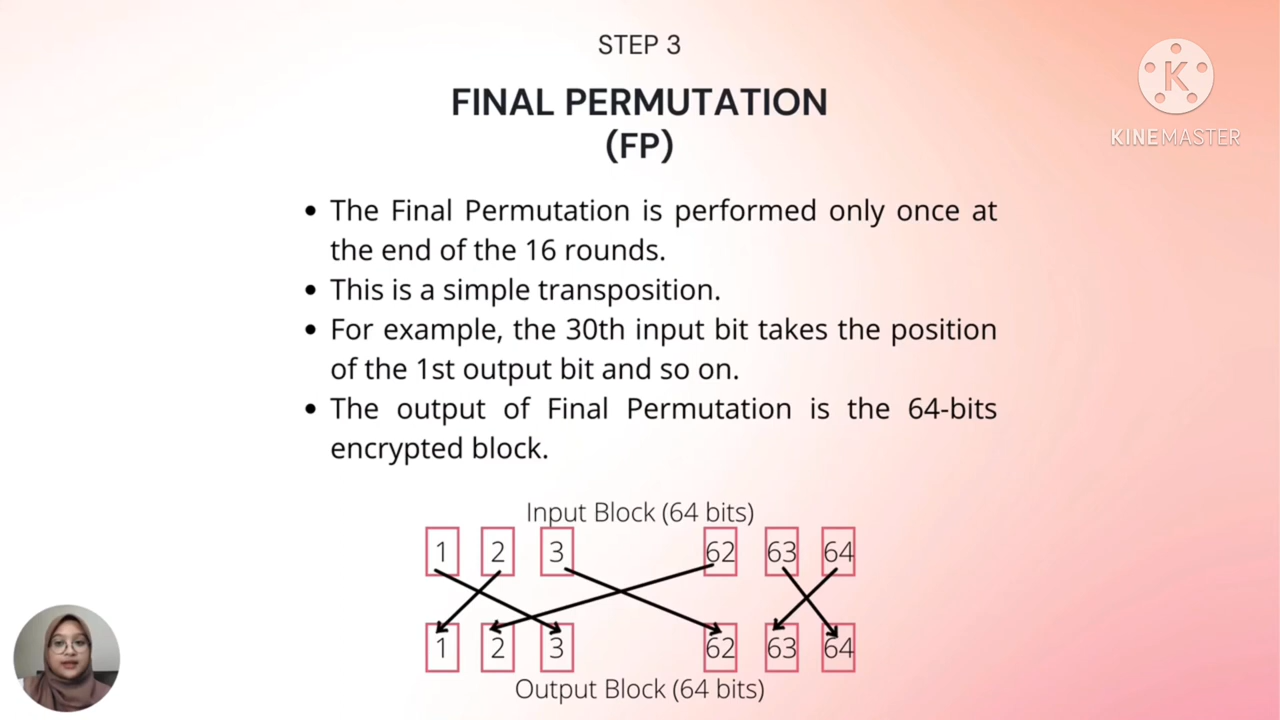 STEP 3
FINAL PERMUTATION
(FP)
K
KINEMASTER
• The Final Permutation is performed only once at
the end of the 16 rounds.
• This is a simple transposition.
• For example, the 30th input bit takes the position
of the 1st output bit and so on.
• The output of Final Permutation is the 64-bits
encrypted block.
Input Block (64 bits)
1 2 3 62 63 64
1 2 3 62 63 64
Output Block (64 bits)